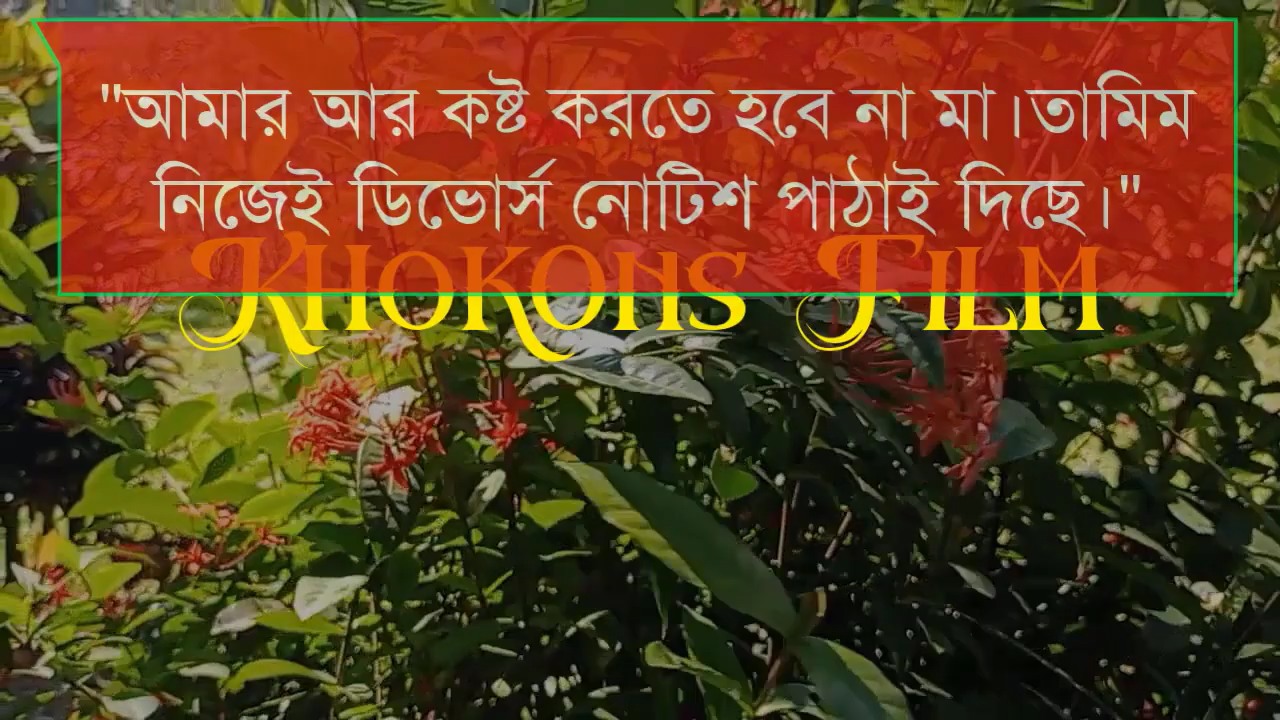 "আমার আর কষ্ট করতে হবে না মা।তামিম
নিজেই ডিভোর্স নোটিশ পাঠাই দিছে।"
KHOKONS FILM